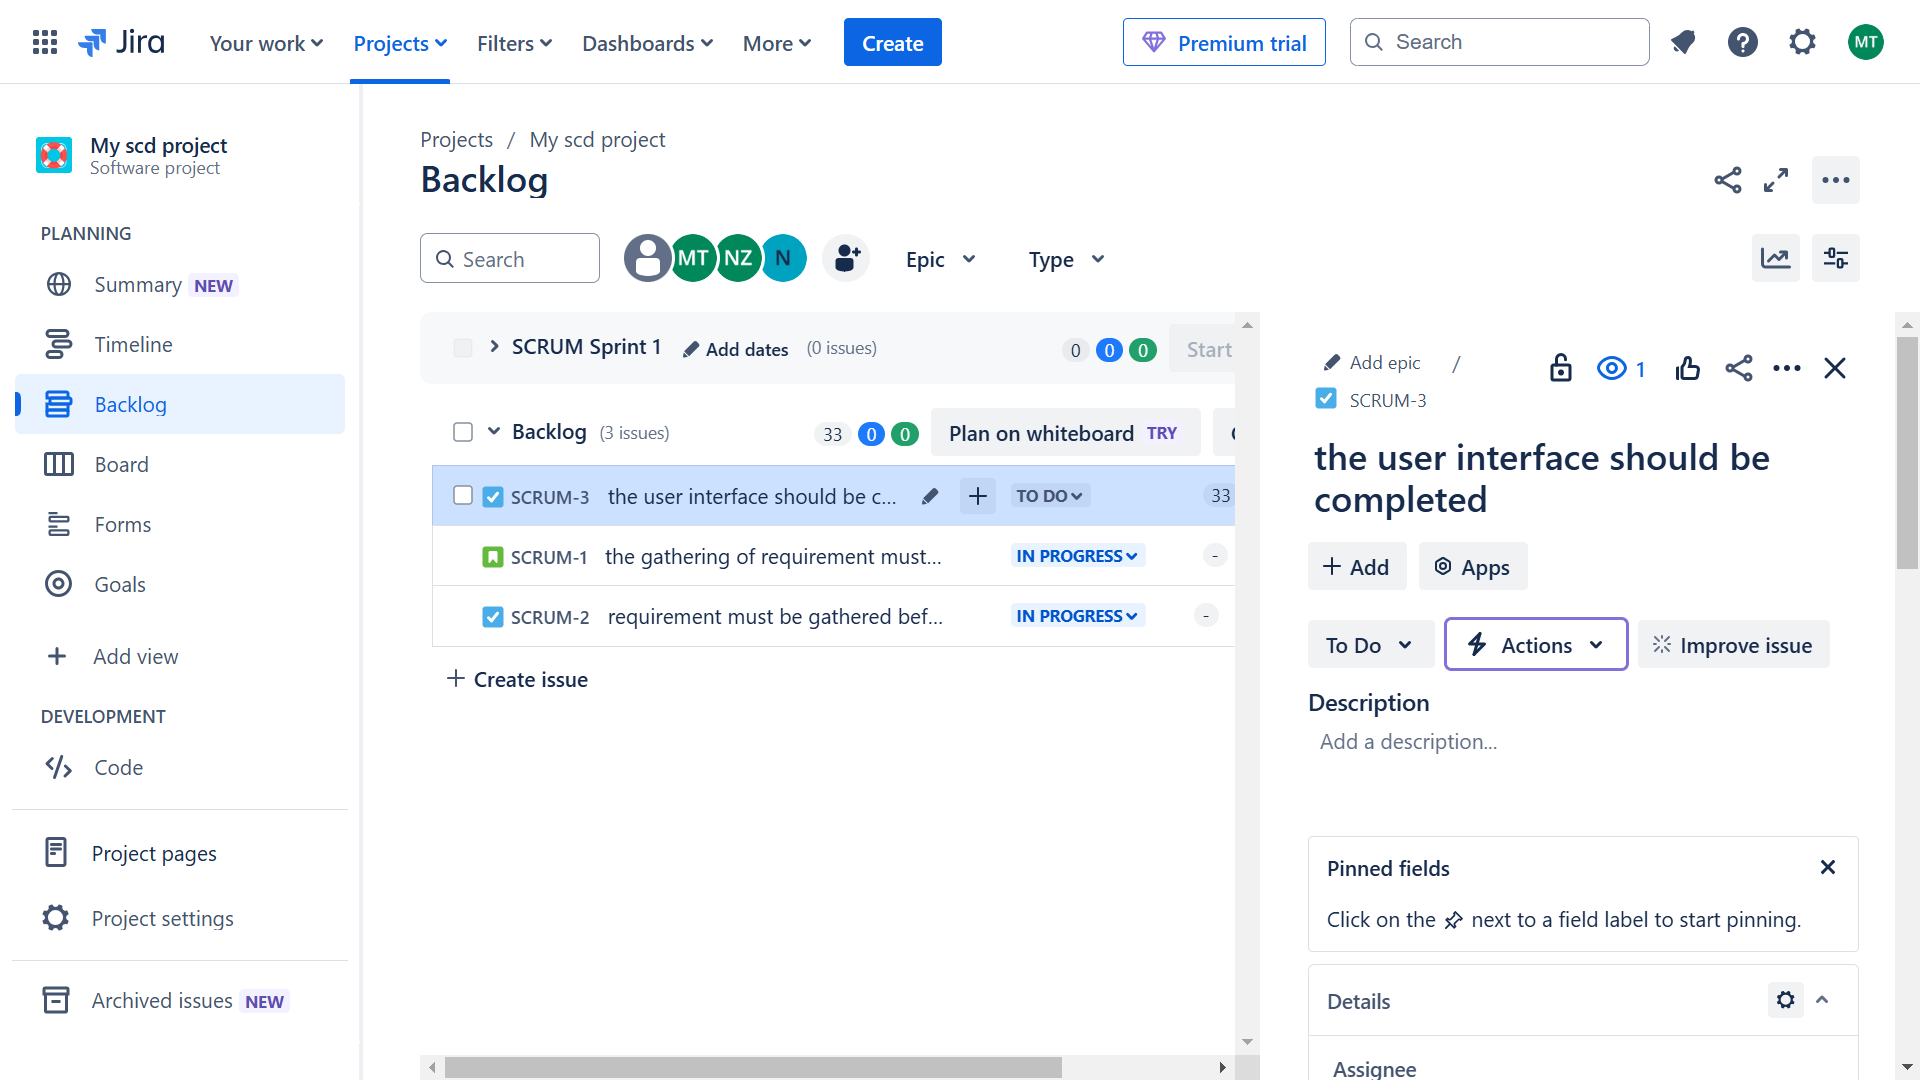 Jira
Your work
Projects
Filters
Dashboards
More
Create
Premium trial
Search
MT
My scd project
Software project
PLANNING
Summary NEW
Timeline
Backlog
Board
Forms
Goals
Add view
DEVELOPMENT
Code
Project pages
Project settings
Archived issues NEW
Projects / My scd project
Backlog
Search
MT NZ N
Epic
Type
SCRUM Sprint 1 Add dates (0 issues) 0 0 0 Start
Backlog (3 issues) 33 0 0 Plan on whiteboard TRY
SCRUM-3 the user interface should be c... TO DO 33
SCRUM-1 the gathering of requirement must... IN PROGRESS -
SCRUM-2 requirement must be gathered bef... IN PROGRESS -
+ Create issue
Add epic /
1
SCRUM-3
the user interface should be
completed
+ Add
Apps
To Do
Actions
Improve issue
Description
Add a description...
Pinned fields
Click on the next to a field label to start pinning.
Details
Assignee